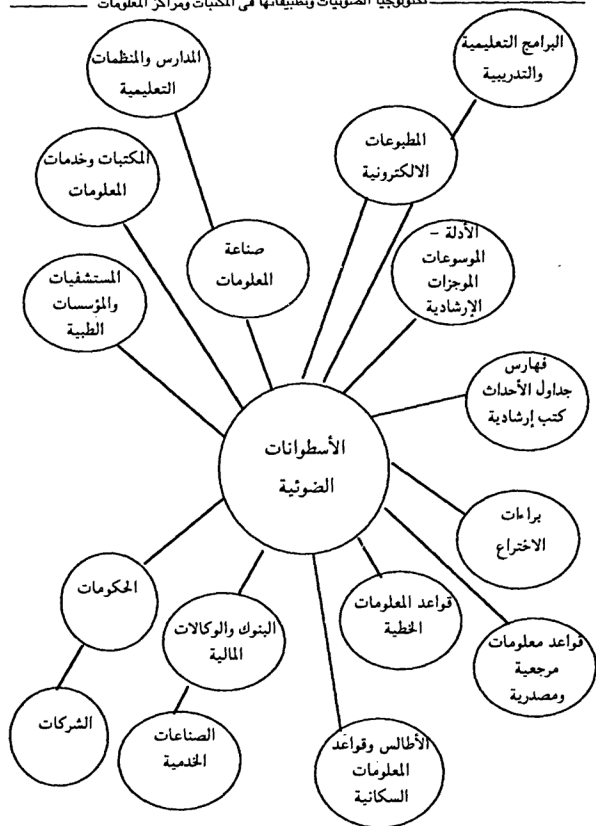 تكنولوجيا الضوئيات وتطبيقاتها فى المكتبات ومراكز المعلومات
البرامج التعليمية
والتدريبية
المدارس والمنظمات
التعليمية
المطبوعات
الالكترونية
المكتبات وخدمات
المعلومات
الأدلة –
الموسوعات
الموجزات
الإرشادية
صناعة
المعلومات
المستشفيات
والمؤسسات
الطبية
فهارس
جداول الأحداث
كتب إرشادية
الأسطوانات
الضوئية
براءات
الاختراع
الحكومات
قواعد المعلومات
الخطية
البنوك والوكالات
المالية
قواعد معلومات
مرجعية
ومصدرية
الشركات
الصناعات
الخدمية
الأطالس وقواعد
المعلومات
السكانية